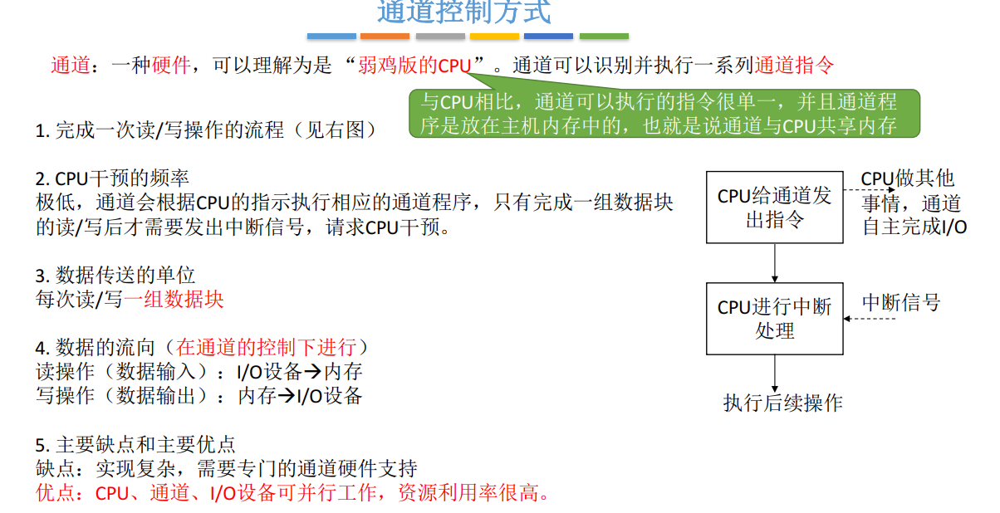 通道控制方式
通道：一种硬件，可以理解为是 “弱鸡版的CPU” 。通道可以识别并执行一系列通道指令
与CPU相比，通道可以执行的指令很单一，并且通道程
序是放在主机内存中的，也就是说通道与CPU共享内存
1. 完成一次读/写操作的流程（见右图）
2. CPU干预的频率
极低，通道会根据CPU的指示执行相应的通道程序，只有完成一组数据块
的读/写后才需要发出中断信号，请求CPU干预。
3. 数据传送的单位
每次读/写一组数据块
4. 数据的流向（在通道的控制下进行）
读操作（数据输入）：I/O设备→内存
写操作（数据输出）：内存→I/O设备
5. 主要缺点和主要优点
缺点：实现复杂，需要专门的通道硬件支持
优点：CPU、通道、I/O设备可并行工作，资源利用率很高。
CPU给通道发
出指令
CPU做其他
事情，通道
自主完成I/O
CPU进行中断
处理
中断信号
执行后续操作